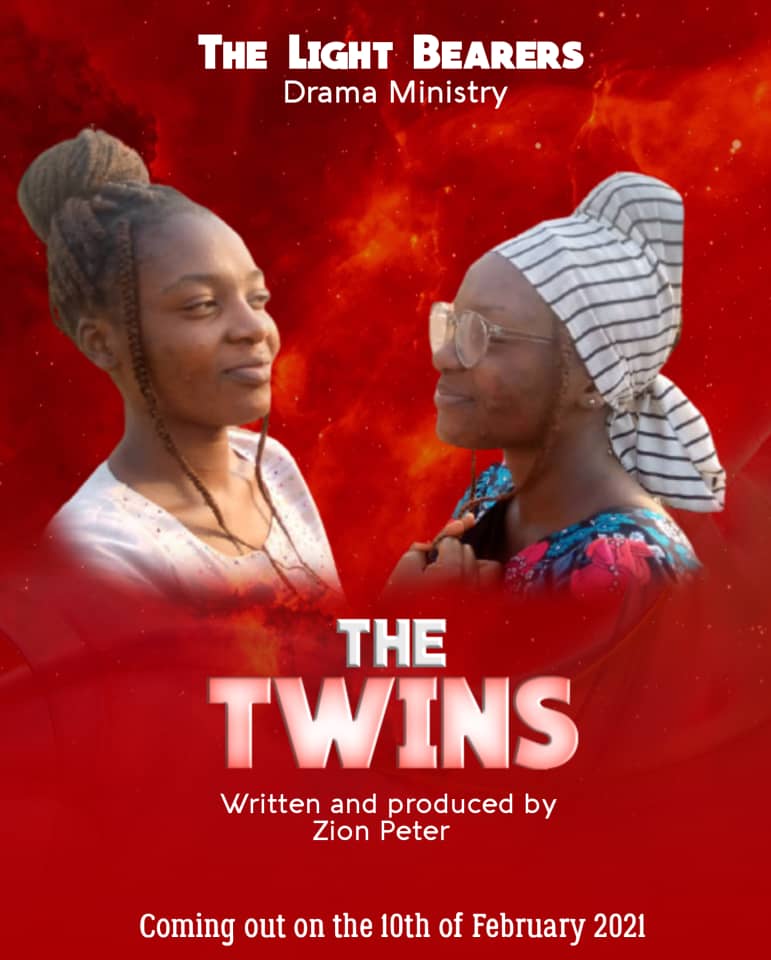 The Light Bearers
Drama Ministry
THE
TWINS
Written and produced by
Zion Peter
Coming out on the 10th of February 2021